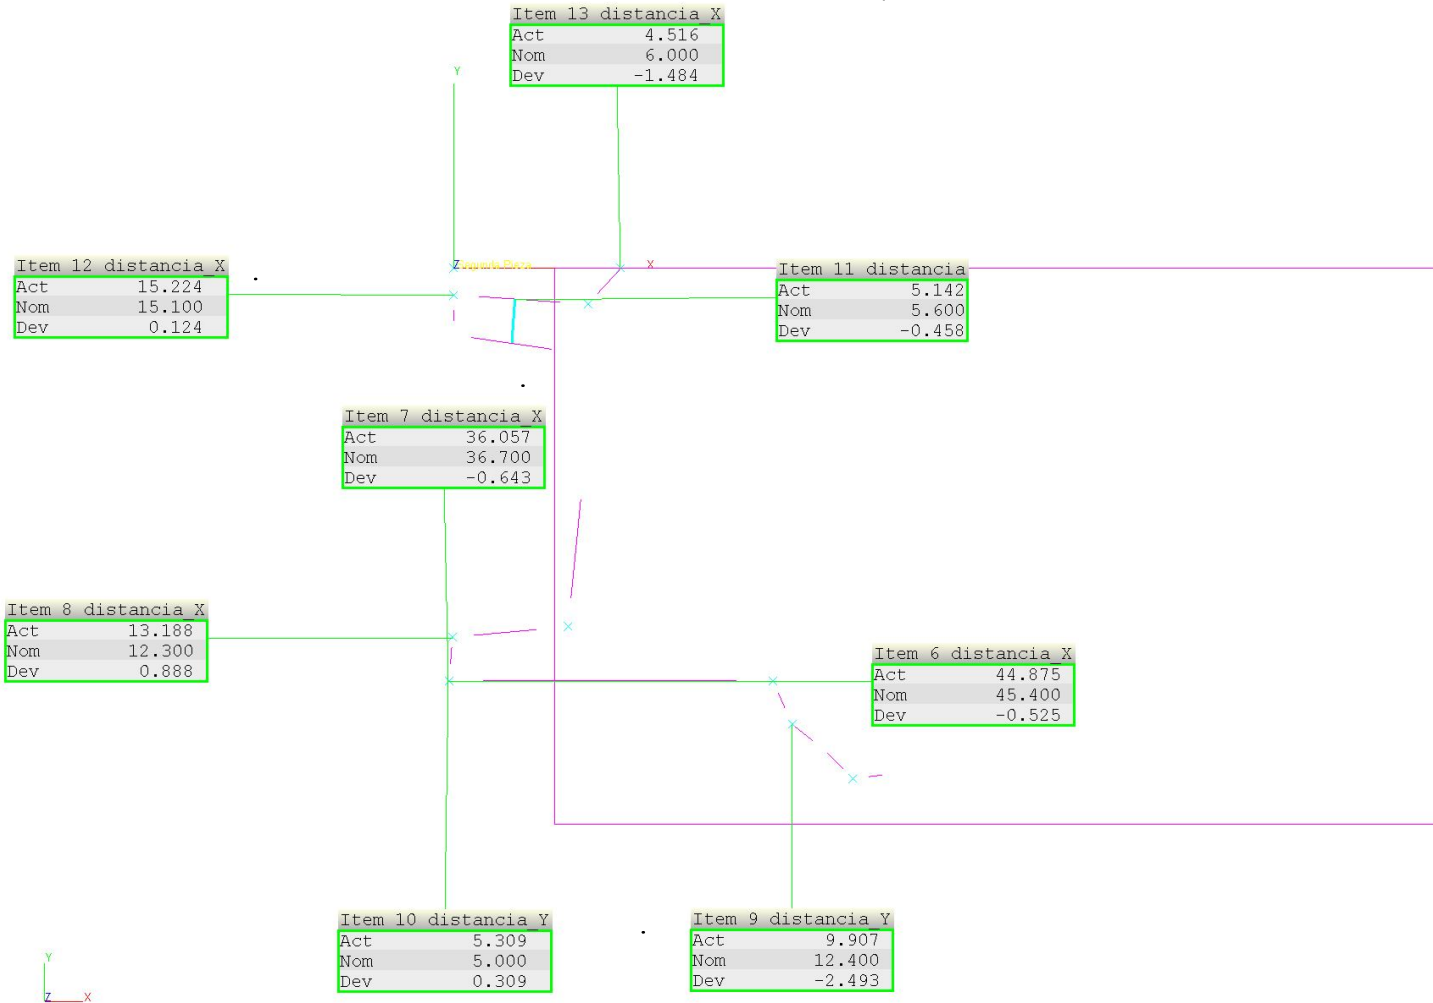 Item 13 distancia_X
Act 4.516
Nom 6.000
Dev -1.484
Y
Item 12 distancia_X
Act 15.224
Nom 15.100
Dev 0.124
Z
X
Item 11 distancia
Act 5.142
Nom 5.600
Dev -0.458
Item 7 distancia_X
Act 36.057
Nom 36.700
Dev -0.643
Item 8 distancia_X
Act 13.188
Nom 12.300
Dev 0.888
Item 6 distancia_X
Act 44.875
Nom 45.400
Dev -0.525
Item 10 distancia_Y
Act 5.309
Nom 5.000
Dev 0.309
Item 9 distancia_Y
Act 9.907
Nom 12.400
Dev -2.493
Y
Z X